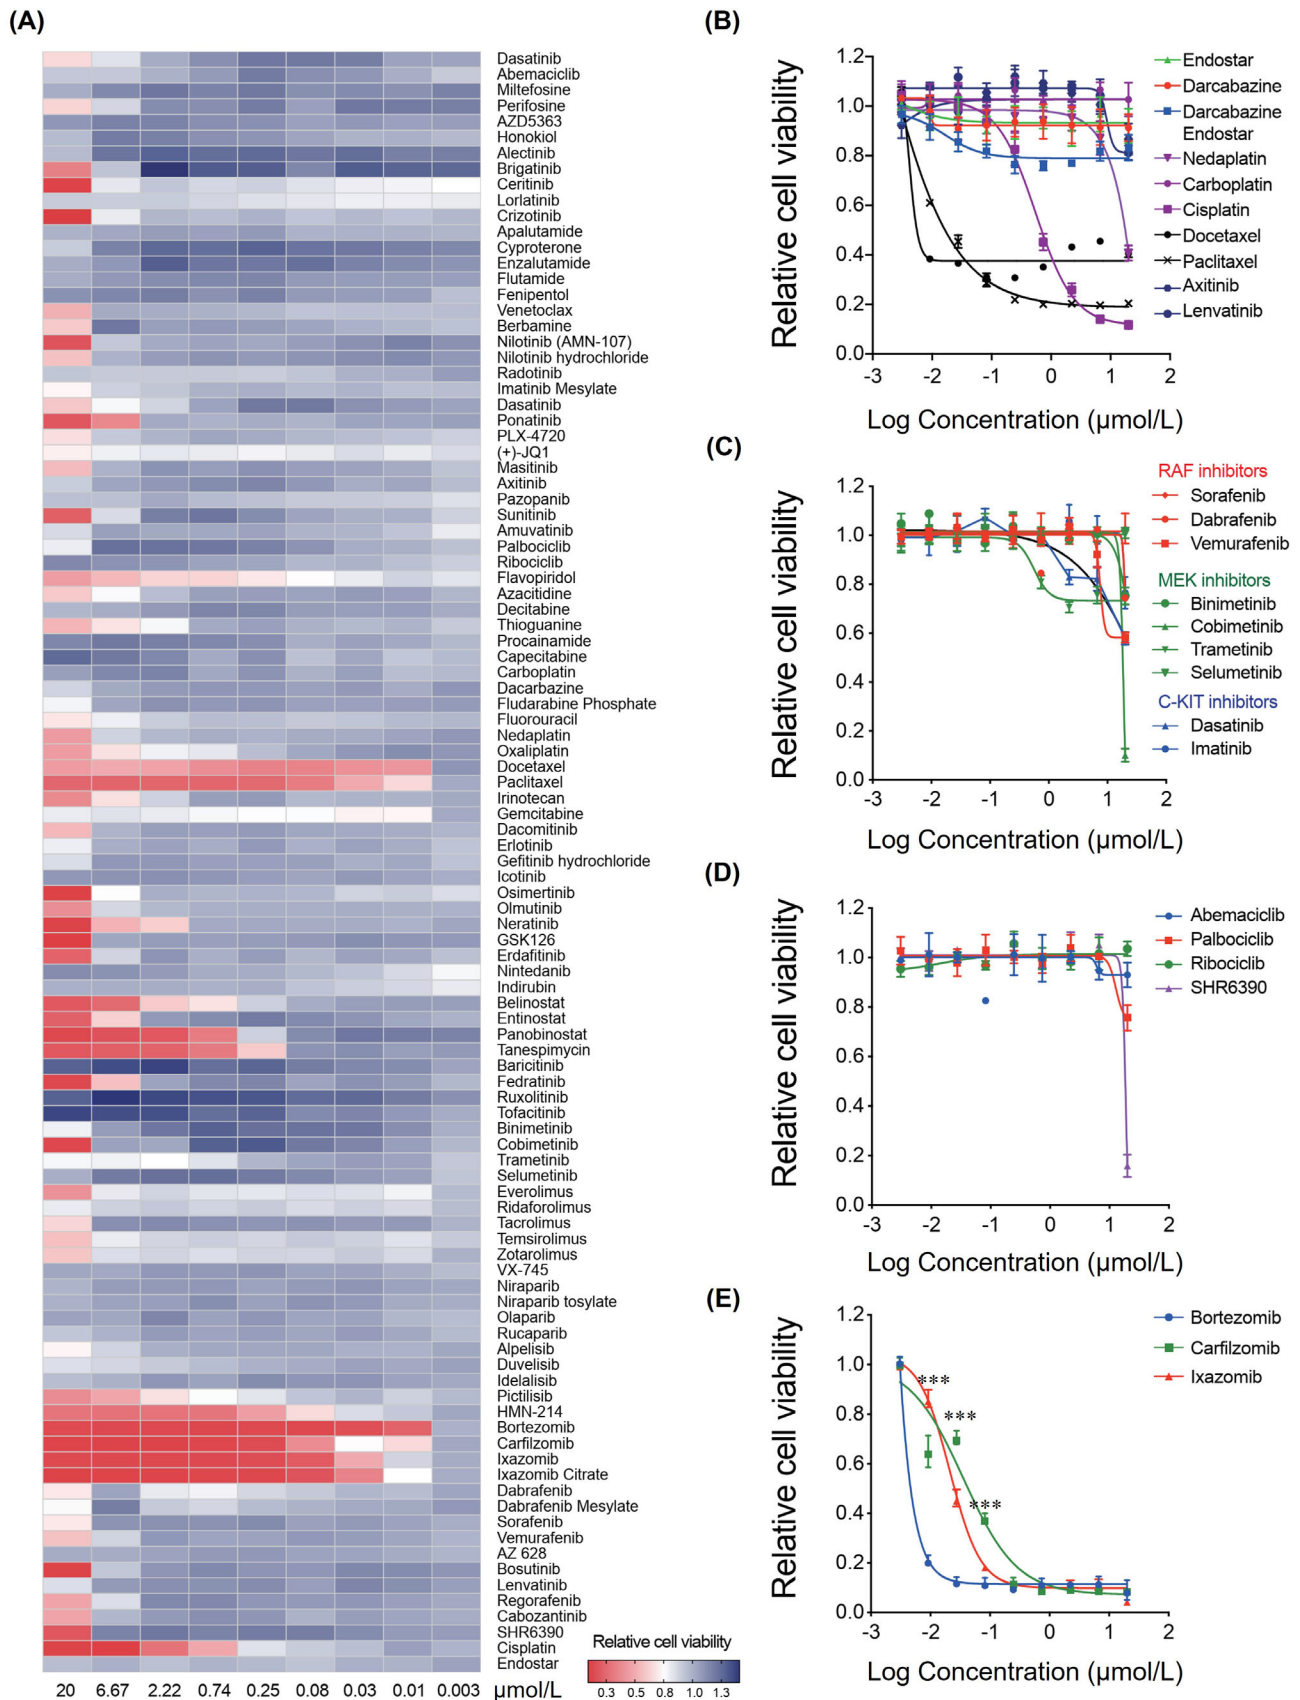 (A)
Dasatinib
Abemaciclib
Miltefosine
Perifosine
AZD5363
Honokiol
Alectinib
Brigatinib
Ceritinib
Lorlatinib
Crizotinib
Apalutamide
Cyproterone
Enzalutamide
Flutamide
Fenipentol
Venetoclax
Berbamine
Nilotinib (AMN-107)
Nilotinib hydrochloride
Radotinib
Imatinib Mesylate
Dasatinib
Ponatinib
PLX-4720
(+)-JQ1
Masitinib
Axitinib
Pazopanib
Sunitinib
Amuvatinib
Palbociclib
Ribociclib
Flavopiridol
Azacitidine
Decitabine
Thioguanine
Procainamide
Capecitabine
Carboplatin
Dacarbazine
Fludarabine Phosphate
Fluorouracil
Nedaplatin
Oxaliplatin
Docetaxel
Paclitaxel
Irinotecan
Gemcitabine
Dacomitinib
Erlotinib
Gefitinib hydrochloride
Icotinib
Osimertinib
Olmutinib
Neratinib
GSK126
Erdafitinib
Nintedanib
Indirubin
Belinostat
Entinostat
Panobinostat
Tanespimycin
Baricitinib
Fedratinib
Ruxolitinib
Tofacitinib
Binimetinib
Cobimetinib
Trametinib
Selumetinib
Everolimus
Ridaforolimus
Tacrolimus
Temsirolimus
Zotarolimus
VX-745
Niraparib
Niraparib tosylate
Olaparib
Rucaparib
Alpelisib
Duvelisib
Idelalisib
Pictilisib
HMN-214
Bortezomib
Carfilzomib
Ixazomib
Ixazomib Citrate
Dabrafenib
Dabrafenib Mesylate
Sorafenib
Vemurafenib
AZ 628
Bosutinib
Lenvatinib
Regorafenib
Cabozantinib
SHR6390
Cisplatin
Endostar
20 6.67 2.22 0.74 0.25 0.08 0.03 0.01 0.003 µmol/L
Relative cell viability
0.3 0.5 0.8 1.0 1.3
(B)
Relative cell viability
1.2
1.0
0.8
0.6
0.4
0.2
0.0
-3 -2 -1 0 1 2
Log Concentration (µmol/L)
Endostar
Darcabazine
Darcabazine
Endostar
Nedaplatin
Carboplatin
Cisplatin
Docetaxel
Paclitaxel
Axitinib
Lenvatinib
(C)
Relative cell viability
1.2
1.0
0.8
0.6
0.4
0.2
0.0
-3 -2 -1 0 1 2
Log Concentration (µmol/L)
RAF inhibitors
Sorafenib
Dabrafenib
Vemurafenib
MEK inhibitors
Binimetinib
Cobimetinib
Trametinib
Selumetinib
C-KIT inhibitors
Dasatinib
Imatinib
(D)
Relative cell viability
1.2
1.0
0.8
0.6
0.4
0.2
0.0
-3 -2 -1 0 1 2
Log Concentration (µmol/L)
Abemaciclib
Palbociclib
Ribociclib
SHR6390
(E)
Relative cell viability
1.2
1.0
0.8
0.6
0.4
0.2
0.0
***
***
***
-3 -2 -1 0 1 2
Log Concentration (µmol/L)
Bortezomib
Carfilzomib
Ixazomib